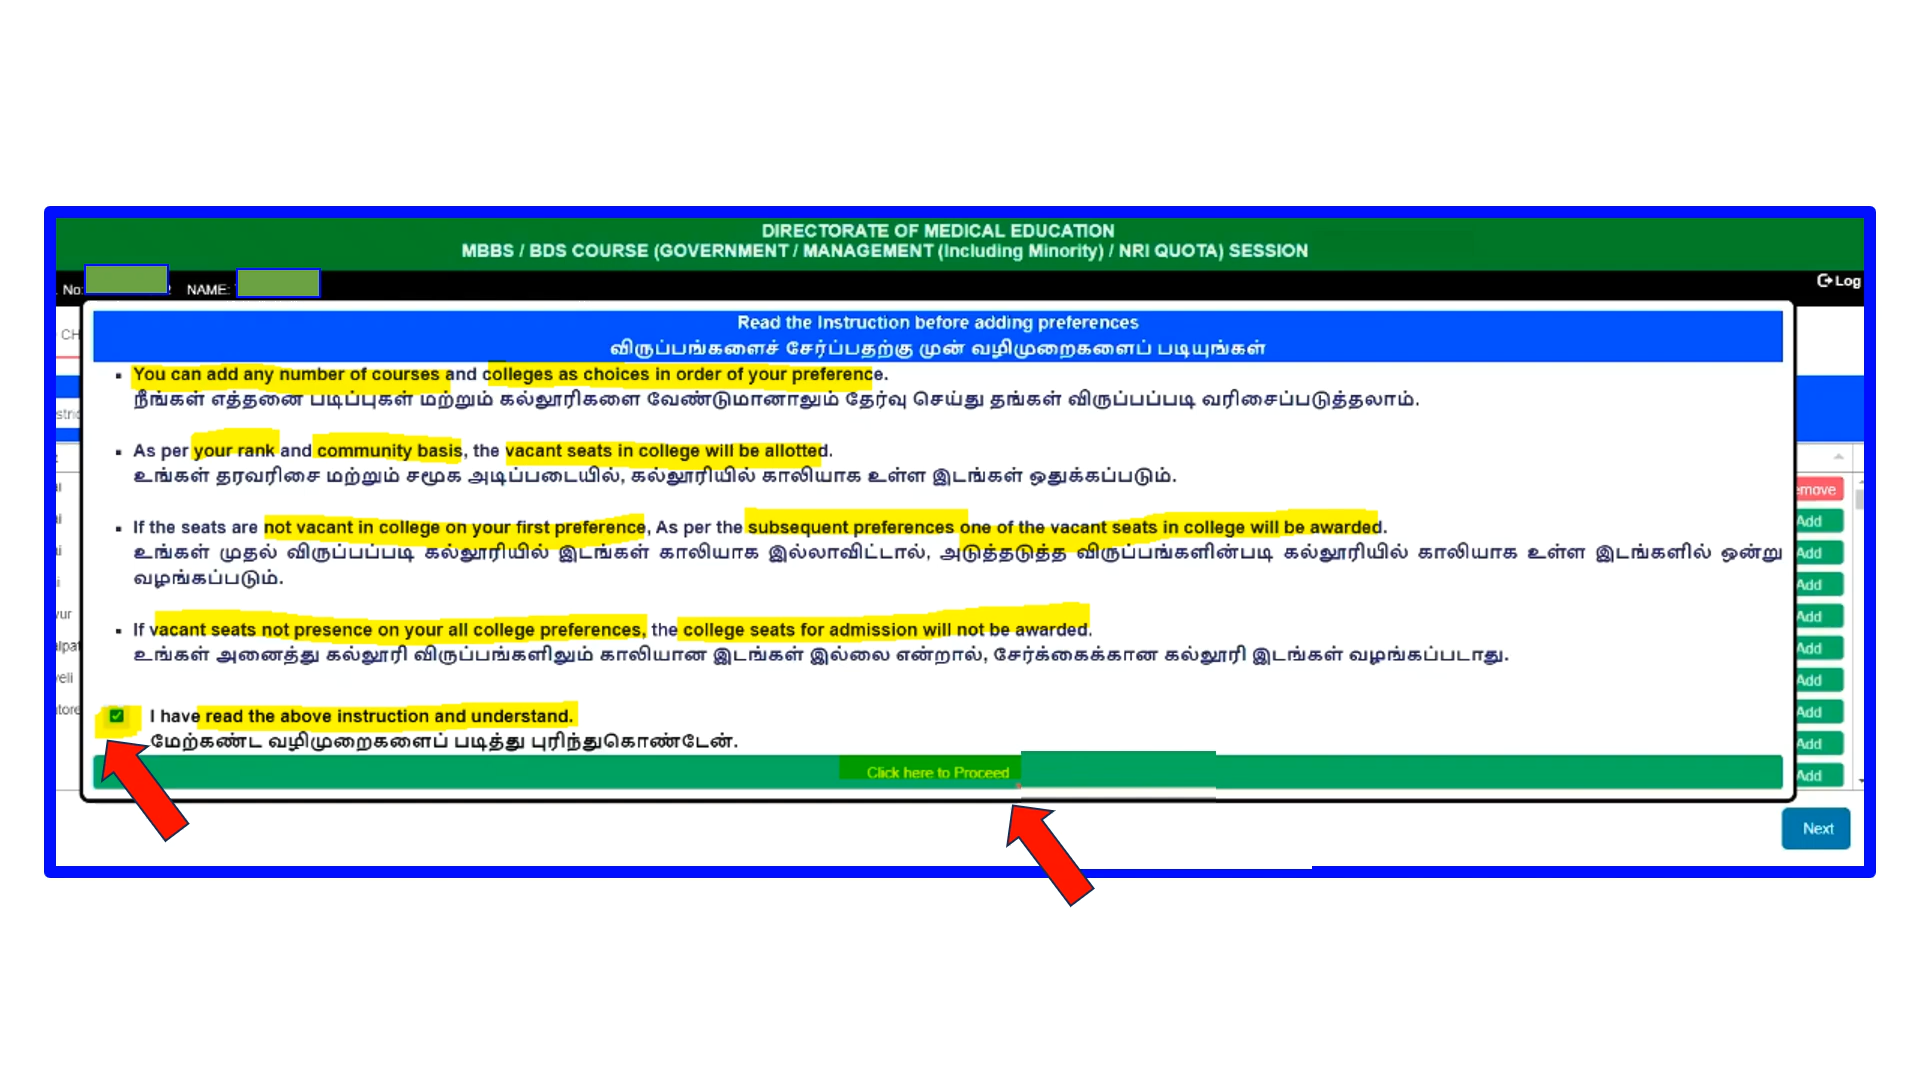 DIRECTORATE OF MEDICAL EDUCATION
MBBS / BDS COURSE (GOVERNMENT / MANAGEMENT (Including Minority) / NRI QUOTA) SESSION
No: NAME:
Log
CH
Read the Instruction before adding preferences
விருப்பங்களைச் சேர்ப்பதற்கு முன் வழிமுறைகளைப் படியுங்கள்
▪ You can add any number of courses and colleges as choices in order of your preference.
நீங்கள் எத்தனை படிப்புகள் மற்றும் கல்லூரிகளை வேண்டுமானாலும் தேர்வு செய்து தங்கள் விருப்பப்படி வரிசைப்படுத்தலாம்.
▪ As per your rank and community basis, the vacant seats in college will be allotted.
உங்கள் தரவரிசை மற்றும் சமூக அடிப்படையில், கல்லூரியில் காலியாக உள்ள இடங்கள் ஒதுக்கப்படும்.
▪ If the seats are not vacant in college on your first preference, As per the subsequent preferences one of the vacant seats in college will be awarded.
உங்கள் முதல் விருப்பப்படி கல்லூரியில் இடங்கள் காலியாக இல்லாவிட்டால், அடுத்தடுத்த விருப்பங்களின்படி கல்லூரியில் காலியாக உள்ள இடங்களில் ஒன்று
வழங்கப்படும்.
▪ If vacant seats not presence on your all college preferences, the college seats for admission will not be awarded.
உங்கள் அனைத்து கல்லூரி விருப்பங்களிலும் காலியான இடங்கள் இல்லை என்றால், சேர்க்கைக்கான கல்லூரி இடங்கள் வழங்கப்படாது.
I have read the above instruction and understand.
மேற்கண்ட வழிமுறைகளைப் படித்து புரிந்துகொண்டேன்.
Click here to Proceed
emove
Add
Add
Add
Add
Add
Add
Add
Add
Add
Next